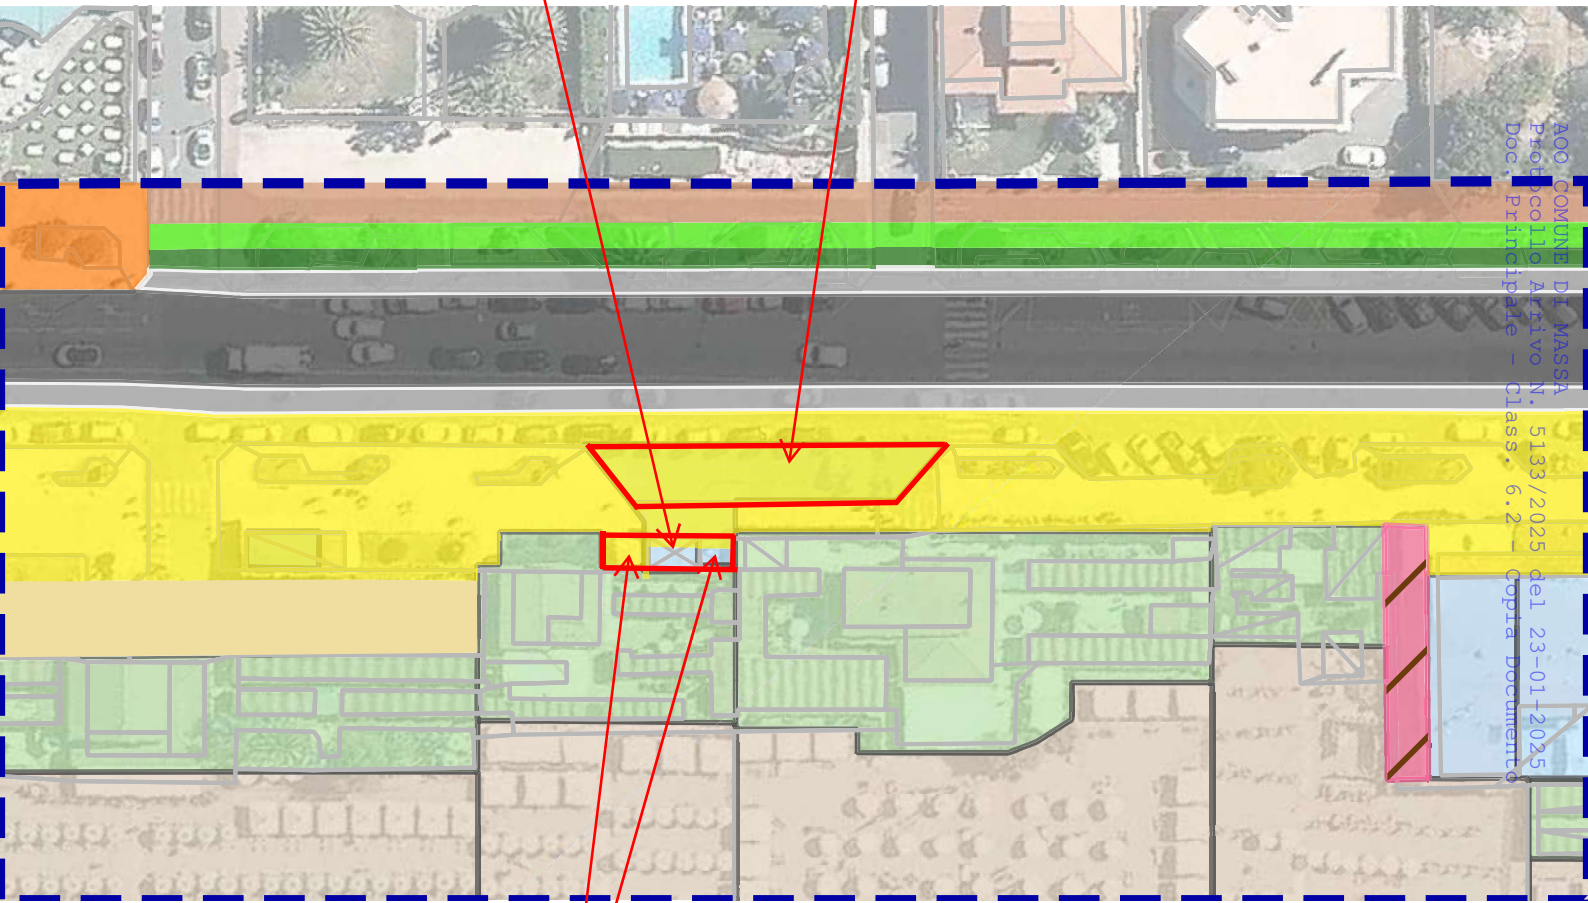 AOO COMUNE DI MASSA
Protocollo Arrivo N. 5133/2025 del 23-01-2025
Doc. Principale - Class. 6.2 - Copia Documento